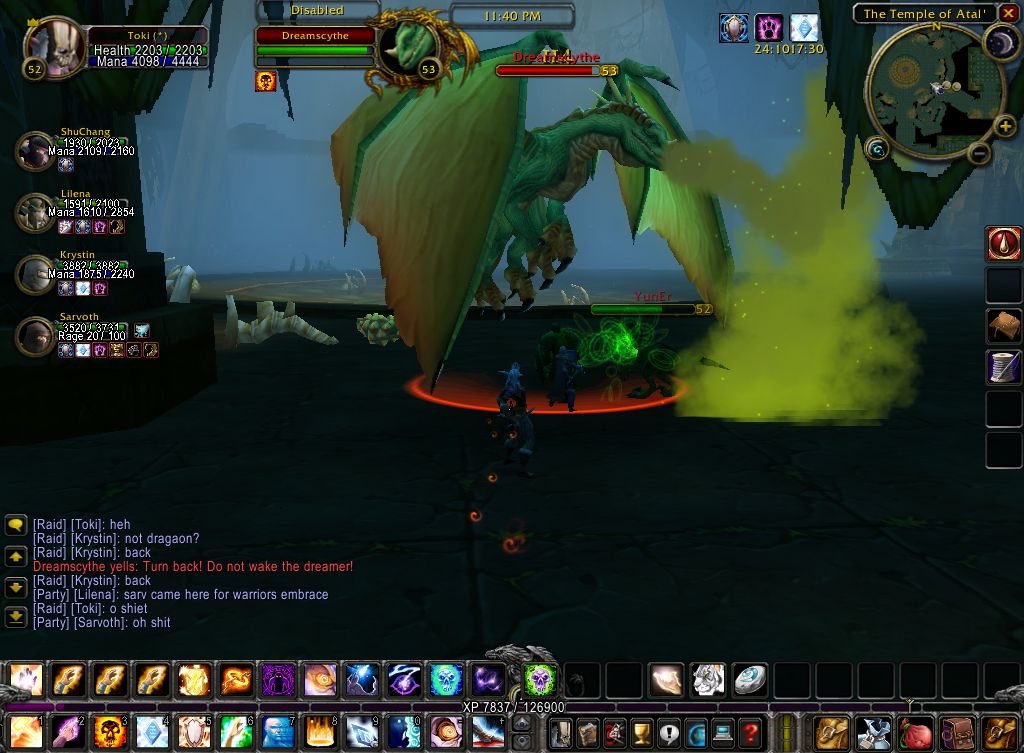 Disabled
11:40 PM
The Temple of Atal'
N
Toki (*)
Health 2203 / 2203
Mana 4098 / 4444
52
Dreamscythe
53
Dreamscythe
53
24:10
17:30
ShuChang
1930 / 2023
Mana 2109 / 2160
Lilena
1591 / 2100
Mana 1610 / 2854
Krystin
3882 / 3882
Mana 1875 / 2240
Sarvoth
3520 / 3731
Rage 20 / 100
YunEr
52
[Raid] [Toki]: heh
[Raid] [Krystin]: not dragaon?
[Raid] [Krystin]: back
Dreamscythe yells: Turn back! Do not wake the dreamer!
[Raid] [Krystin]: back
[Party] [Lilena]: sarv came here for warriors embrace
[Raid] [Toki]: o shiet
[Party] [Sarvoth]: oh shit
XP 7837 / 126900